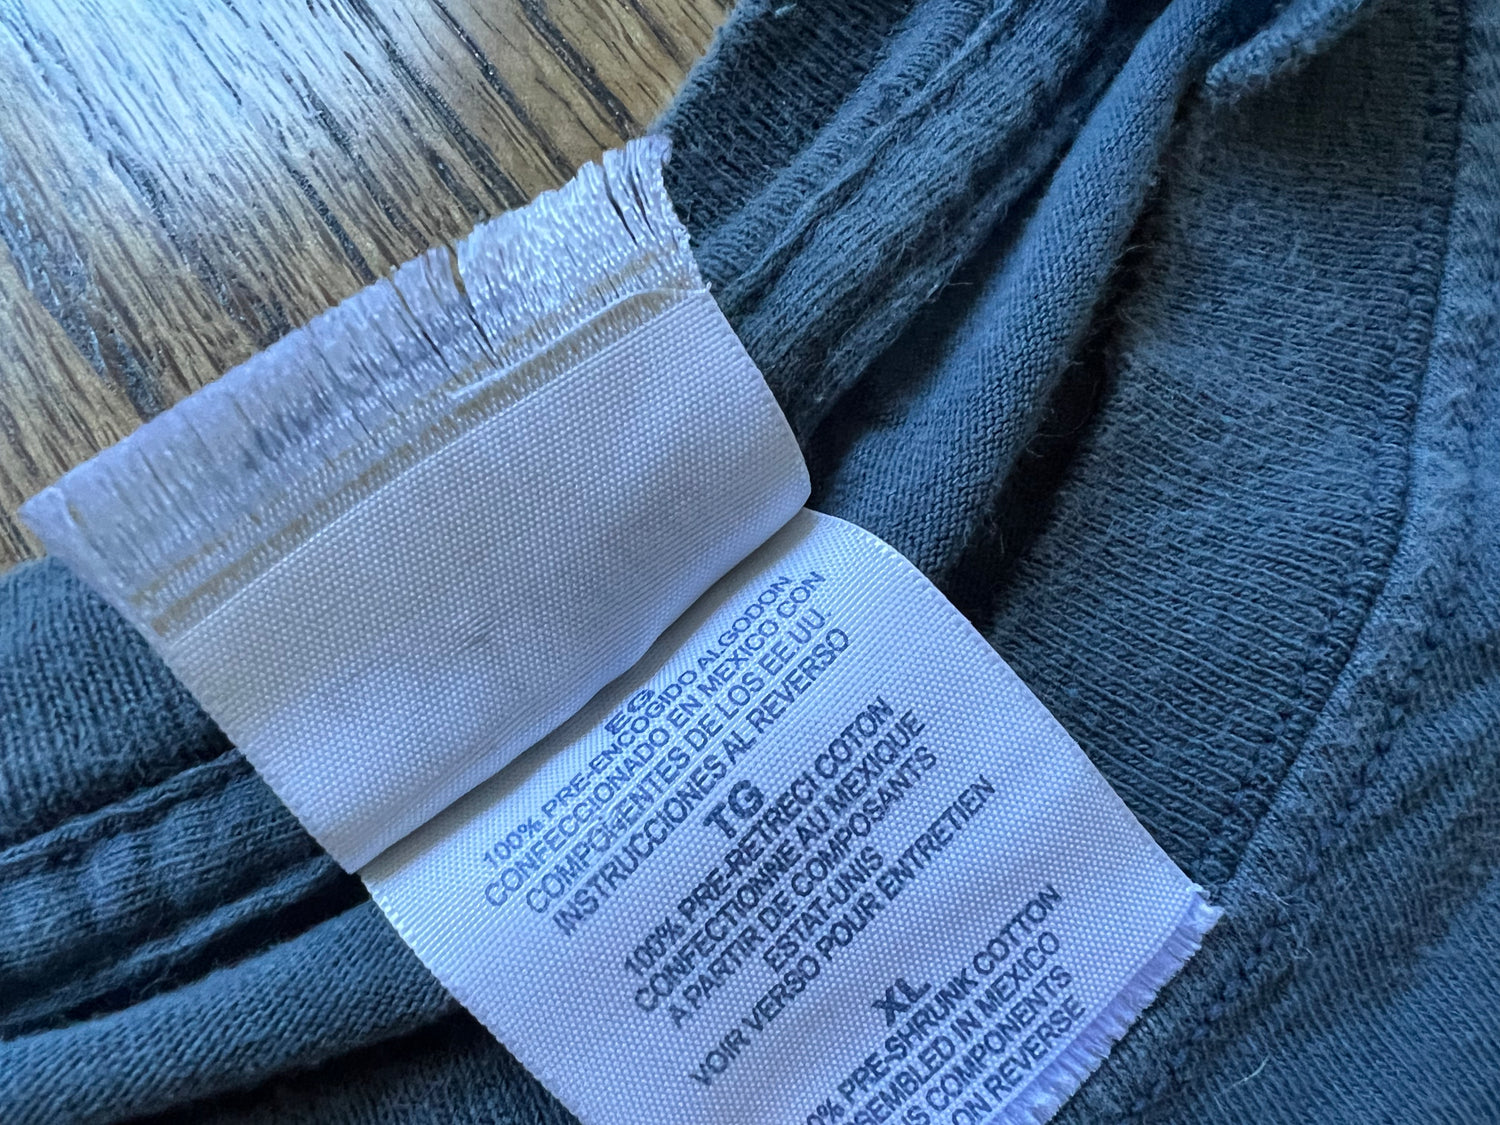 EG
100% PRE-ENCOGIDO ALGODON
CONFECCIONADO EN MEXICO CON
COMPONENTES DE LOS EE.UU
INSTRUCCIONES AL REVERSO
TG
100% PRE-RETRECI COTON
CONFECTIONNE AU MEXIQUE
A PARTIR DE COMPOSANTS
ESTAT-UNIS
VOIR VERSO POUR ENTRETIEN
XL
0% PRE-SHRUNK COTTON
SEMBLED IN MEXICO
S COMPONENTS
ON REVERSE